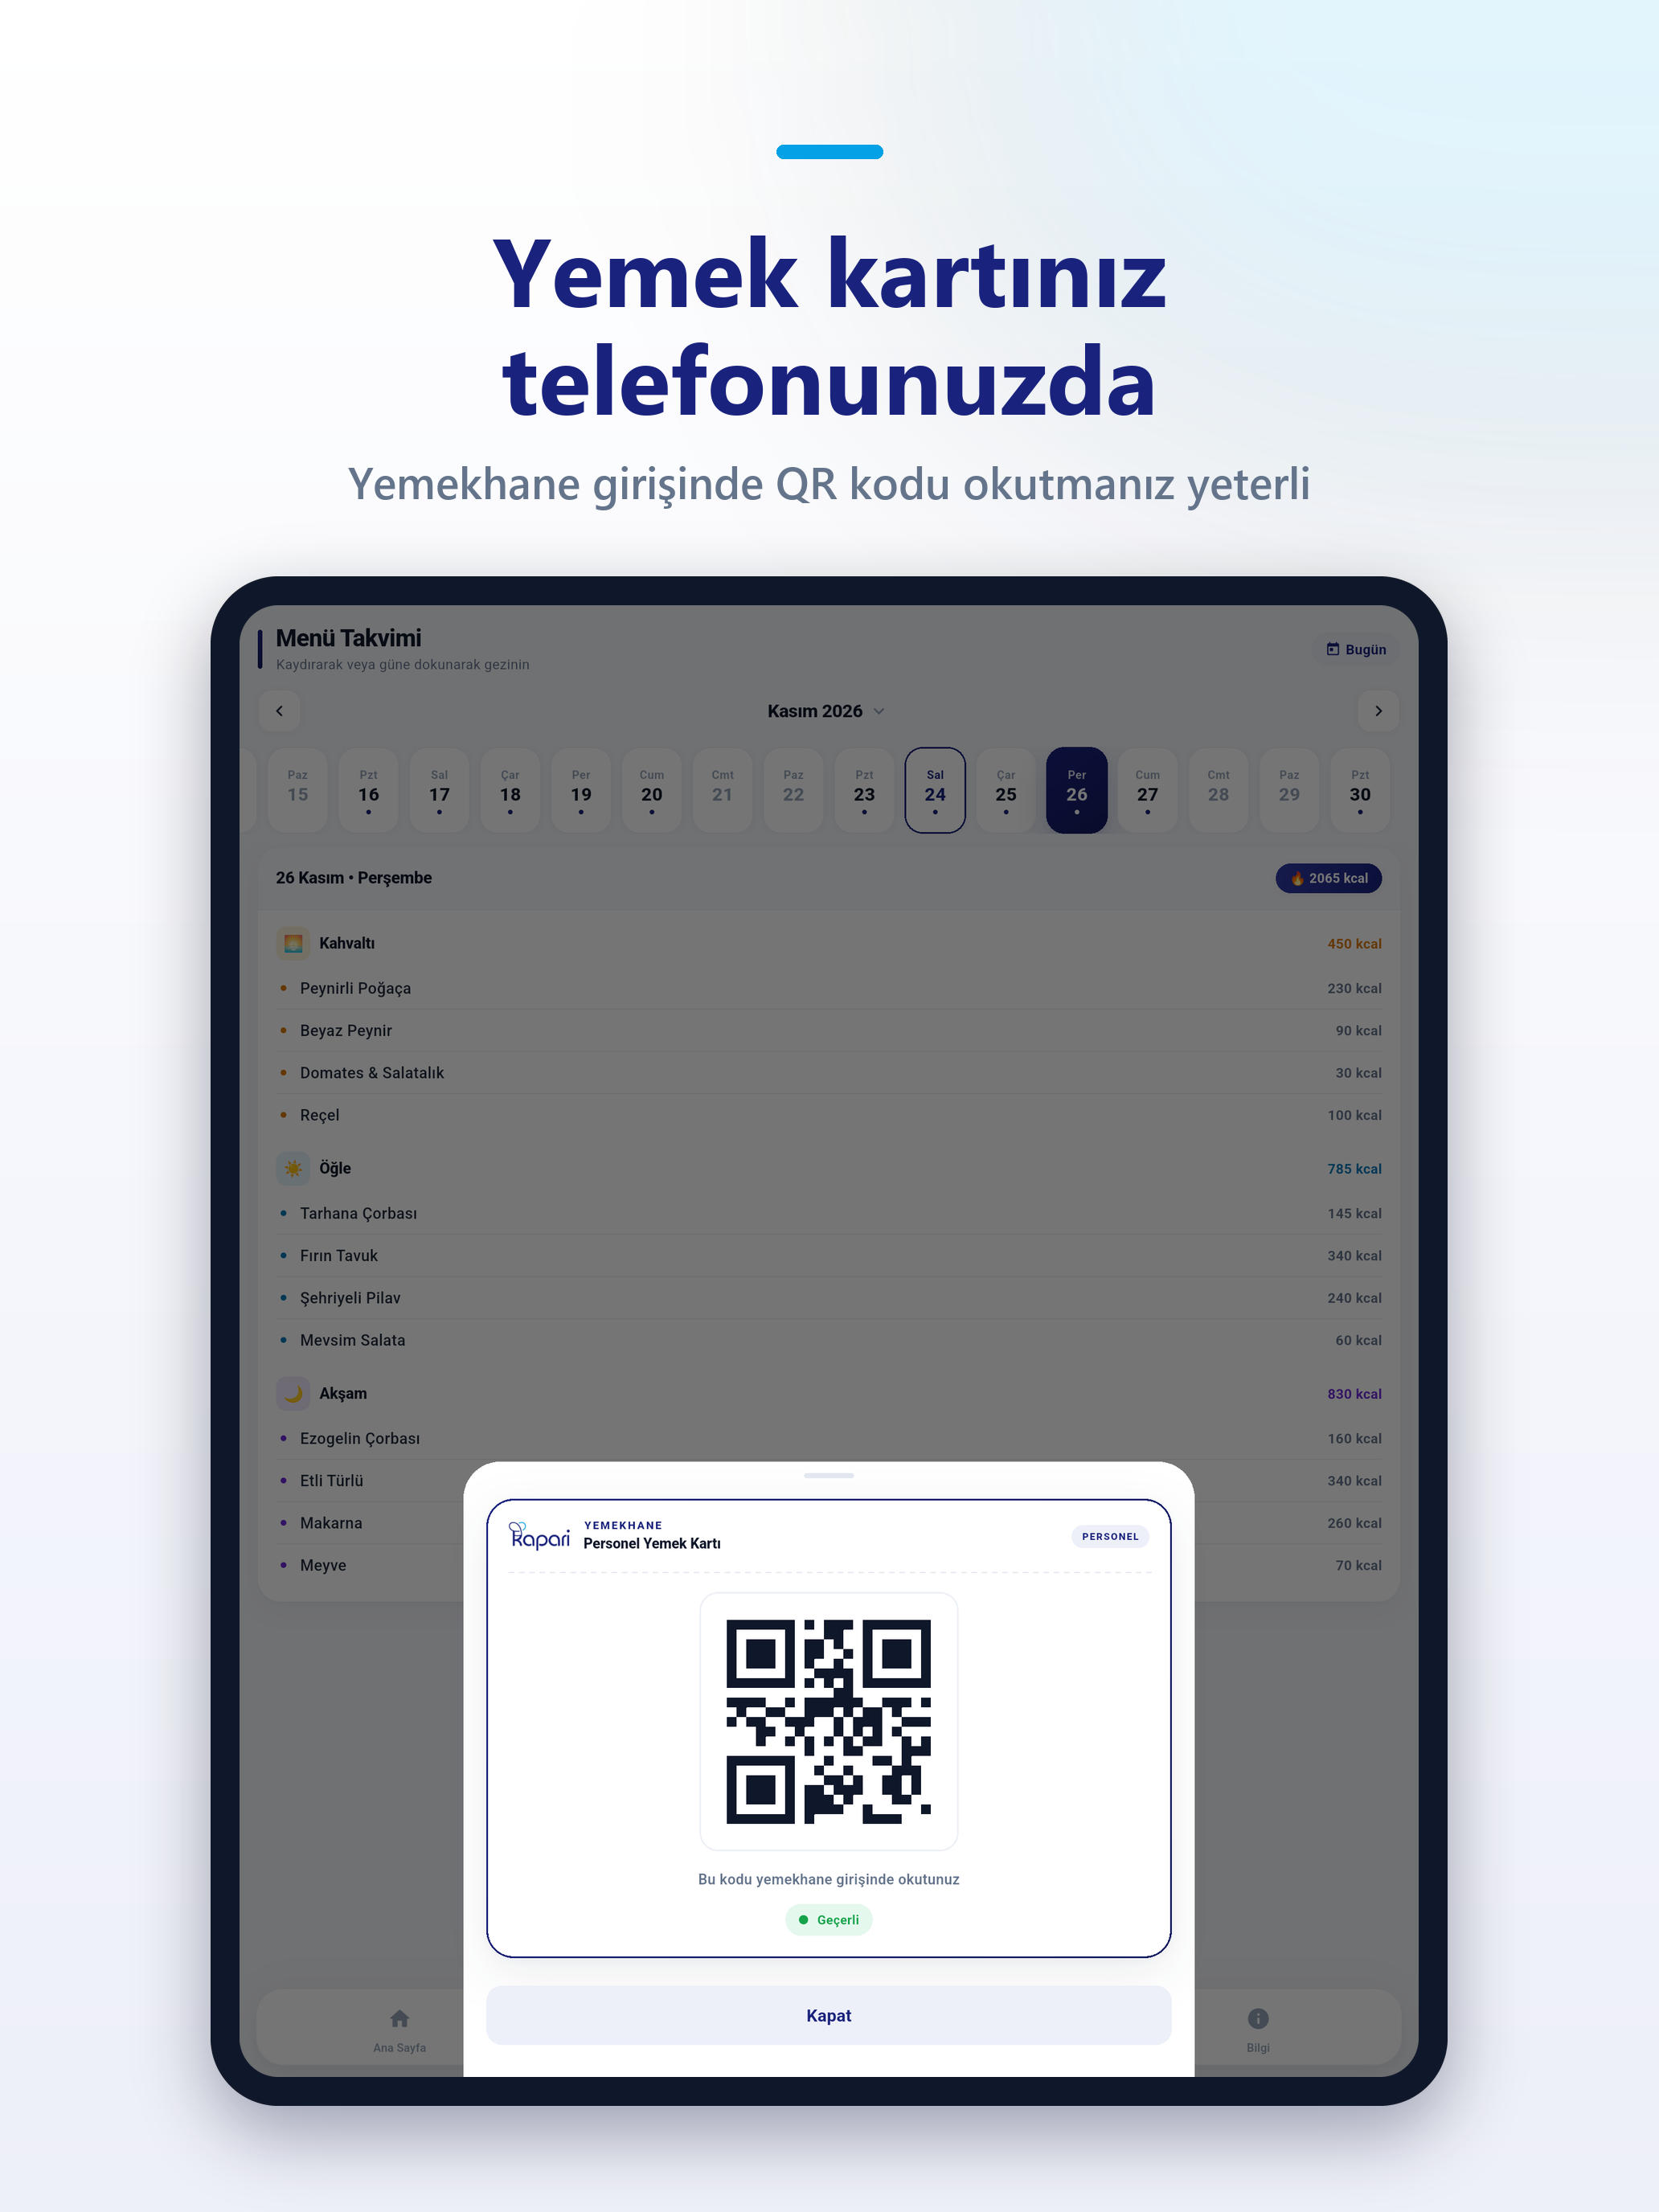 Yemek kartınız
telefonunuzda
Yemekhane girişinde QR kodu okutmanız yeterli
Menü Takvimi
Kaydırarak veya güne dokunarak gezinin
Bugün
Kasım 2026
Paz Pzt Sal Çar Per Cum Cmt Paz Pzt Sal Çar Per Cum Cmt Paz Pzt
15 16 17 18 19 20 21 22 23 24 25 26 27 28 29 30
26 Kasım • Perşembe 2065 kcal
Kahvaltı 450 kcal
Peynirli Poğaça 230 kcal
Beyaz Peynir 90 kcal
Domates & Salatalık 30 kcal
Reçel 100 kcal
Öğle 785 kcal
Tarhana Çorbası 145 kcal
Fırın Tavuk 340 kcal
Şehriyeli Pilav 240 kcal
Mevsim Salata 60 kcal
Akşam 830 kcal
Ezogelin Çorbası 160 kcal
Etli Türlü 340 kcal
Makarna 260 kcal
Meyve 70 kcal
Rapari
YEMEKHANE
Personel Yemek Kartı
PERSONEL
Bu kodu yemekhane girişinde okutunuz
Geçerli
Kapat
Ana Sayfa
Bilgi